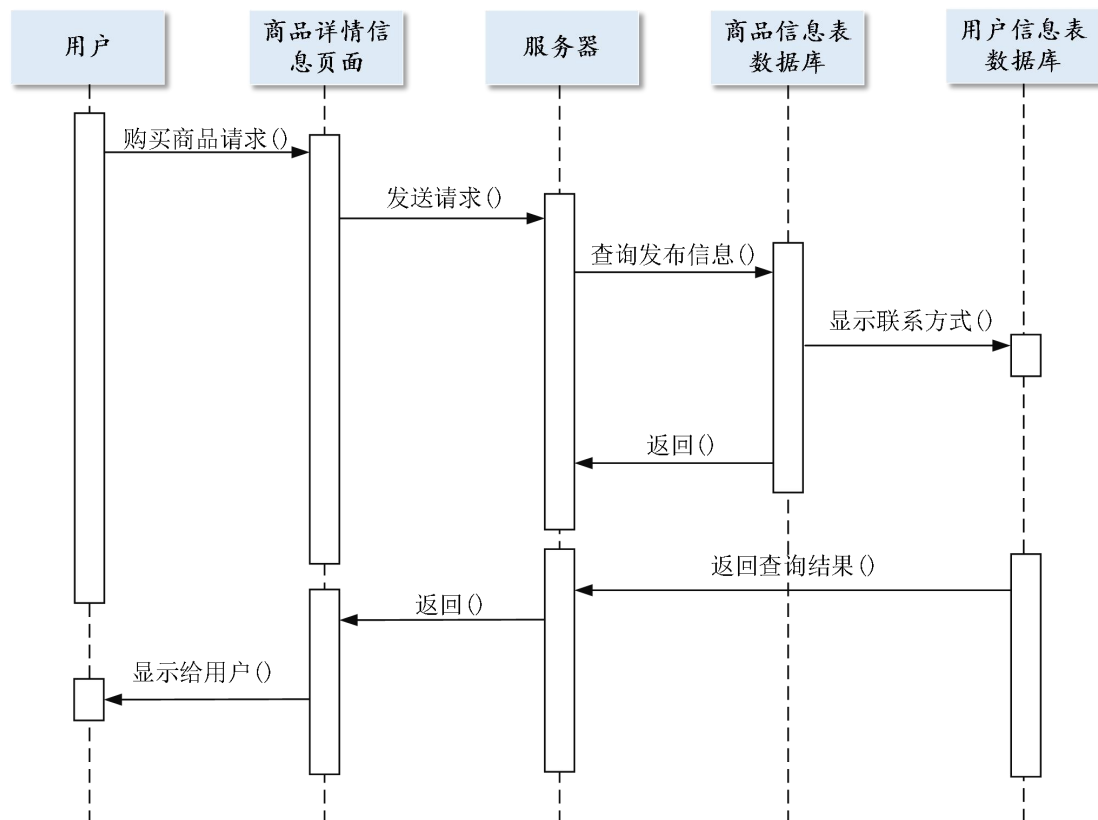 用户
商品详情信
息页面
服务器
商品信息表
数据库
用户信息表
数据库
购买商品请求()
发送请求()
查询发布信息()
显示联系方式()
返回()
返回查询结果()
返回()
显示给用户()